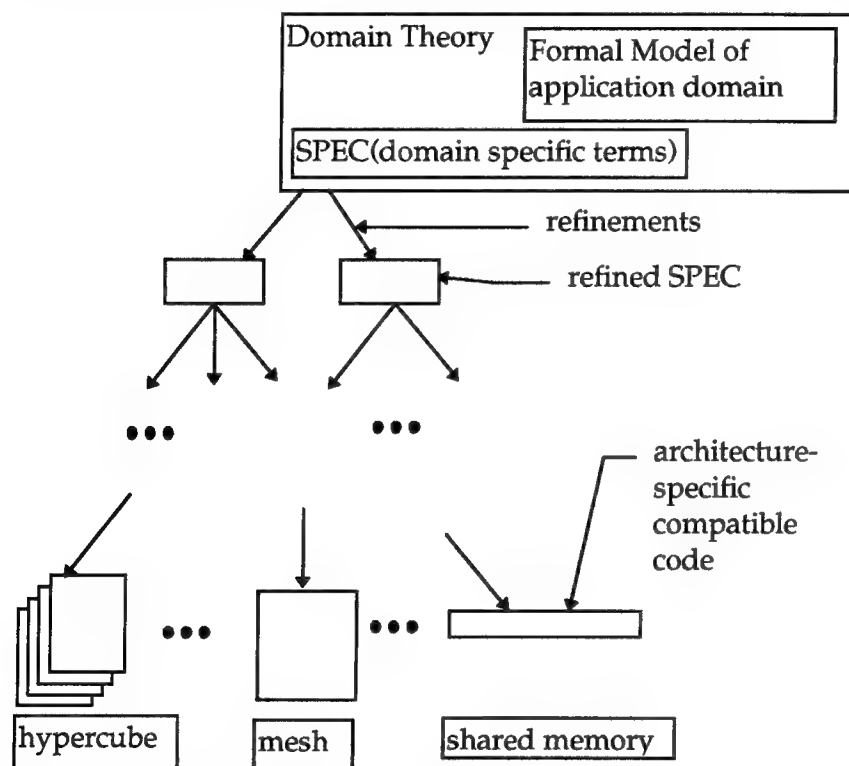 Domain Theory
Formal Model of
application domain
SPEC(domain specific terms)
refinements
refined SPEC
architecture-
specific
compatible
code
hypercube
mesh
shared memory